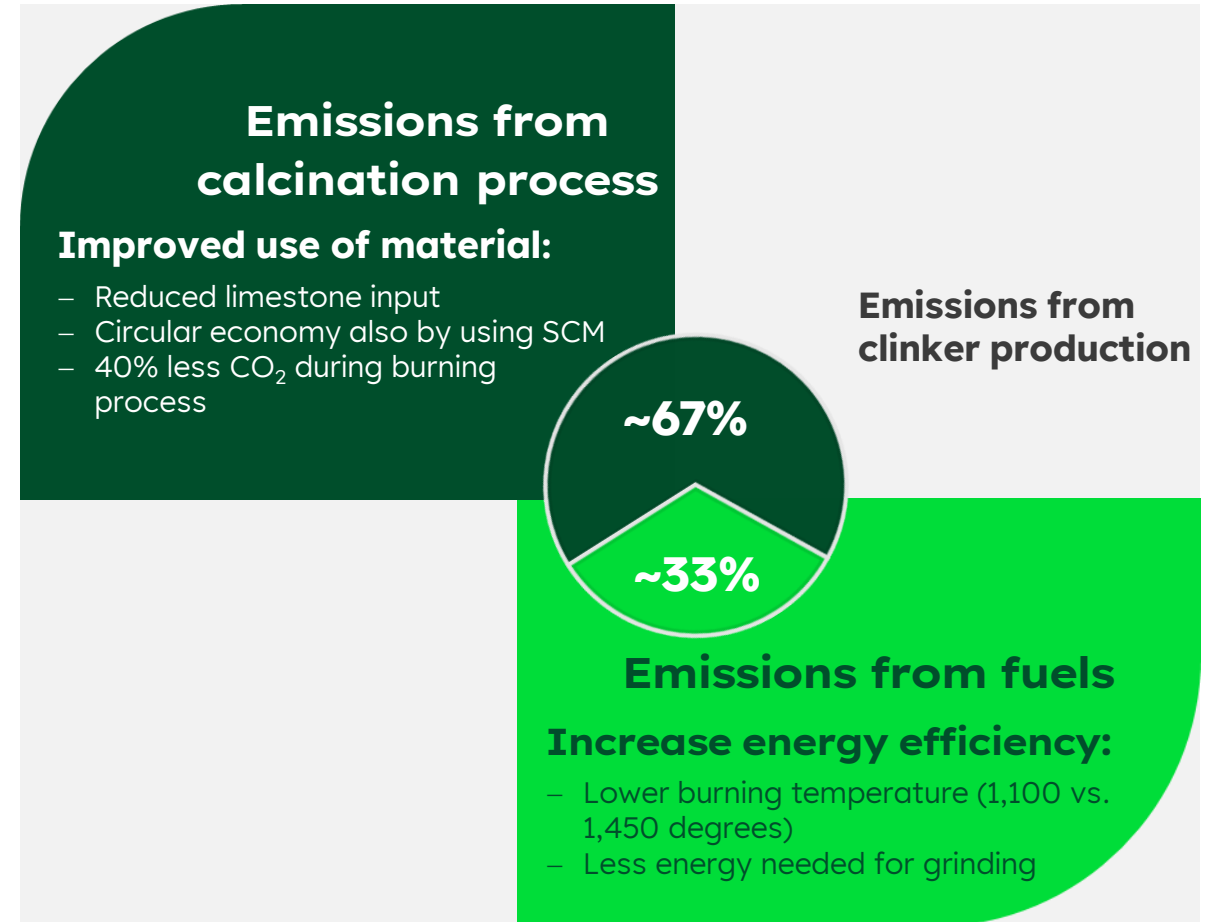 Emissions from
calcination process
Improved use of material:
– Reduced limestone input
– Circular economy also by using SCM
– 40% less CO₂ during burning
process
Emissions from
clinker production
~67%
~33%
Emissions from fuels
Increase energy efficiency:
– Lower burning temperature (1,100 vs.
1,450 degrees)
– Less energy needed for grinding